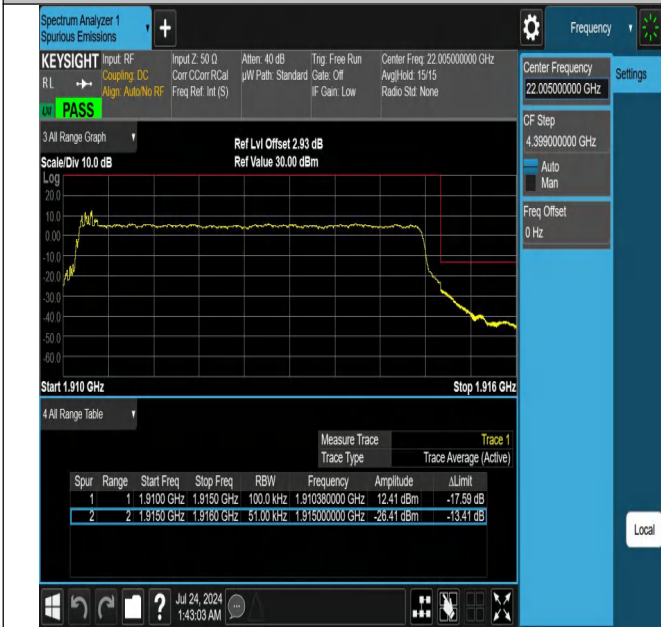 Spectrum Analyzer 1
Spurious Emissions
+
Frequency
KEYSIGHT
RL
PASS
Input: RF
Coupling: DC
Align: Auto/No RF
Input Z: 50 Ω
Corr CCorr RCal
Freq Ref: Int (S)
Atten: 40 dB
µW Path: Standard
Trig: Free Run
Gate: Off
IF Gain: Low
Center Freq: 22.005000000 GHz
Avg|Hold: 15/15
Radio Std: None
Center Frequency
22.005000000 GHz
Settings
CF Step
4.399000000 GHz
Auto
Man
Freq Offset
0 Hz
3 All Range Graph
Ref Lvl Offset 2.93 dB
Scale/Div 10.0 dB
Ref Value 30.00 dBm
Log
20.0
10.0
0.00
-10.0
-20.0
-30.0
-40.0
-50.0
-60.0
Start 1.910 GHz
Stop 1.916 GHz
4 All Range Table
Measure Trace Trace 1
Trace Type Trace Average (Active)
Spur Range Start Freq Stop Freq RBW Frequency Amplitude ΔLimit
1 1 1.9100 GHz 1.9150 GHz 100.0 kHz 1.910380000 GHz 12.41 dBm -17.59 dB
2 2 1.9150 GHz 1.9160 GHz 51.00 kHz 1.915000000 GHz -26.41 dBm -13.41 dB
Local
?
Jul 24, 2024
1:43:03 AM